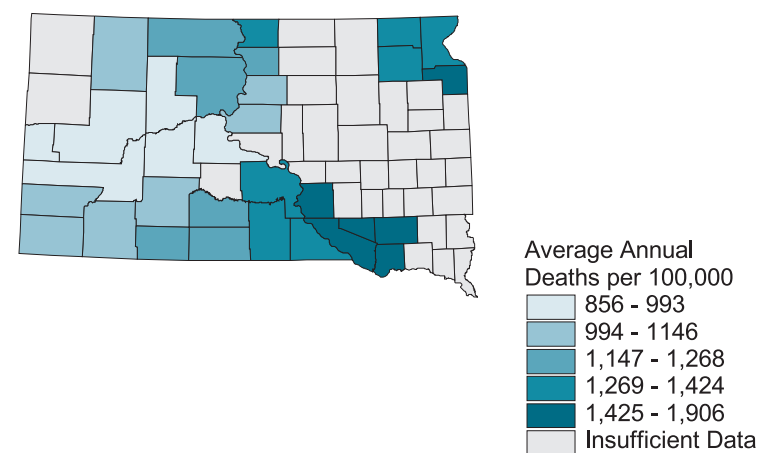 Average Annual
Deaths per 100,000
856 - 993
994 - 1146
1,147 - 1,268
1,269 - 1,424
1,425 - 1,906
Insufficient Data